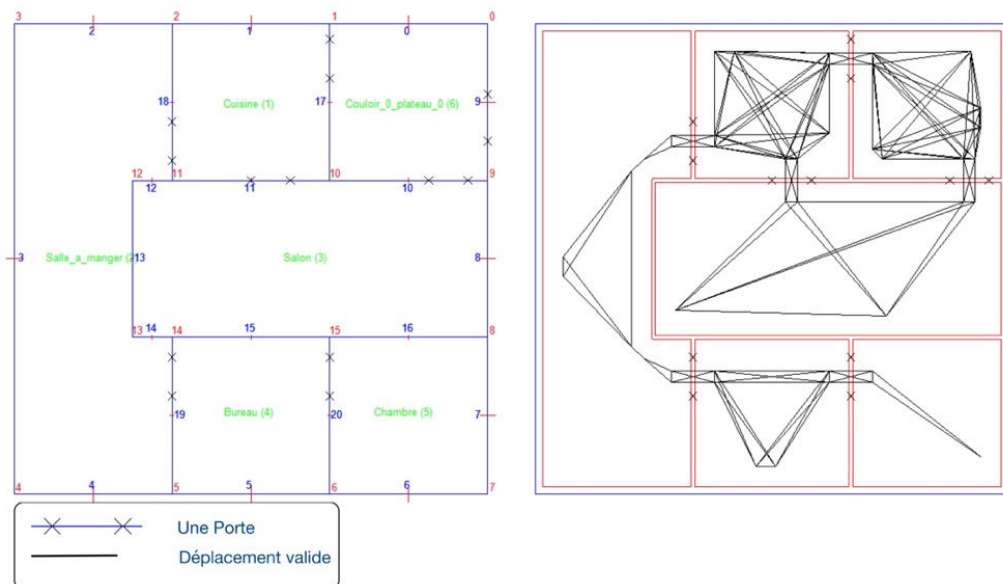 3 2 1 0
2 1 0
18 Cuisine (1) 17 Couloir_0_plateau_0 (6) 9
12 11 10 9
12 11 10
3 Salle_a_manger (2) 13 Salon (3) 8
14 15 16
13 14 15 8
19 Bureau (4) 20 Chambre (5) 7
4 5 6
4 5 6 7
Une Porte
Déplacement valide